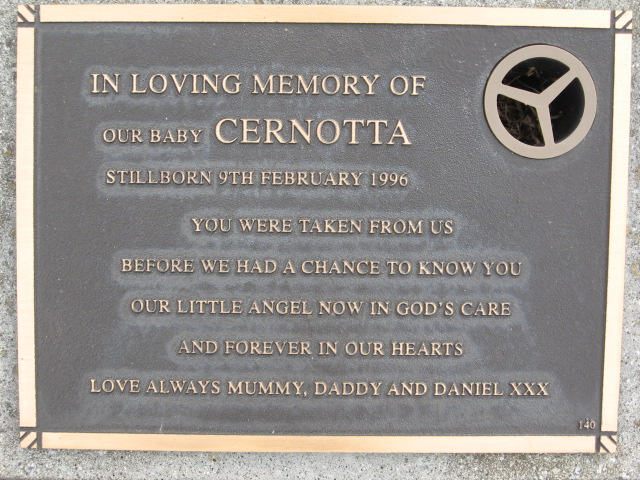 IN LOVING MEMORY OF
OUR BABY CERNOTTA
STILLBORN 9TH FEBRUARY 1996
YOU WERE TAKEN FROM US
BEFORE WE HAD A CHANCE TO KNOW YOU
OUR LITTLE ANGEL NOW IN GOD'S CARE
AND FOREVER IN OUR HEARTS
LOVE ALWAYS MUMMY, DADDY AND DANIEL XXX
140